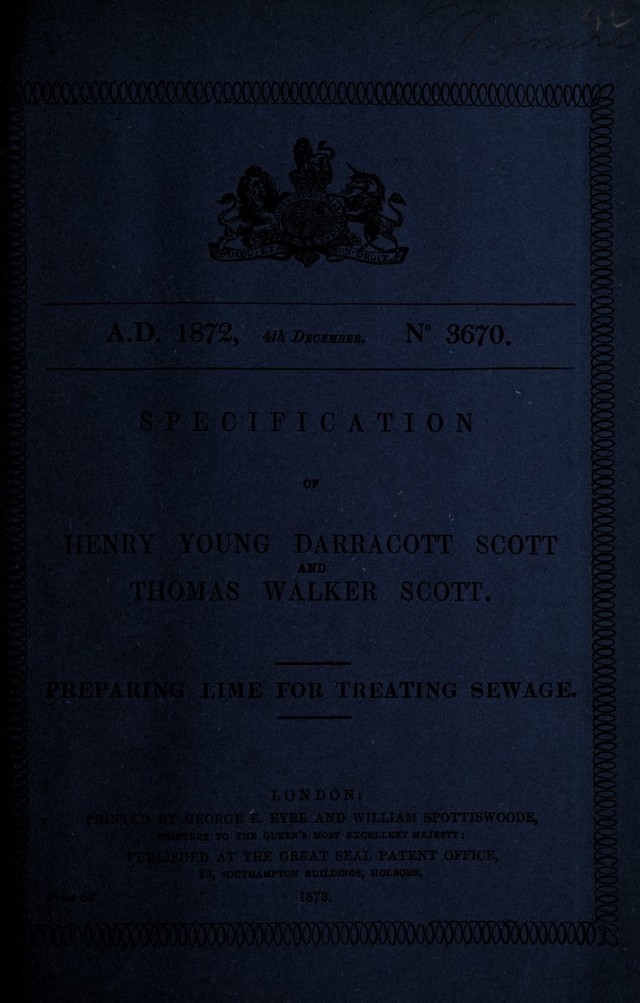 A.D. 1872, 4th DECEMBER. No 3670.
SPECIFICATION
OF
HENRY YOUNG DARRACOTT SCOTT
AND
THOMAS WALKER SCOTT.
PREPARING LIME FOR TREATING SEWAGE.
LONDON:
PRINTED BY GEORGE E. EYRE AND WILLIAM SPOTTISWOODE,
PRINTERS TO THE QUEEN'S MOST EXCELLENT MAJESTY:
PUBLISHED AT THE GREAT SEAL PATENT OFFICE,
25, SOUTHAMPTON BUILDINGS, HOLBORN.
Price
1873.